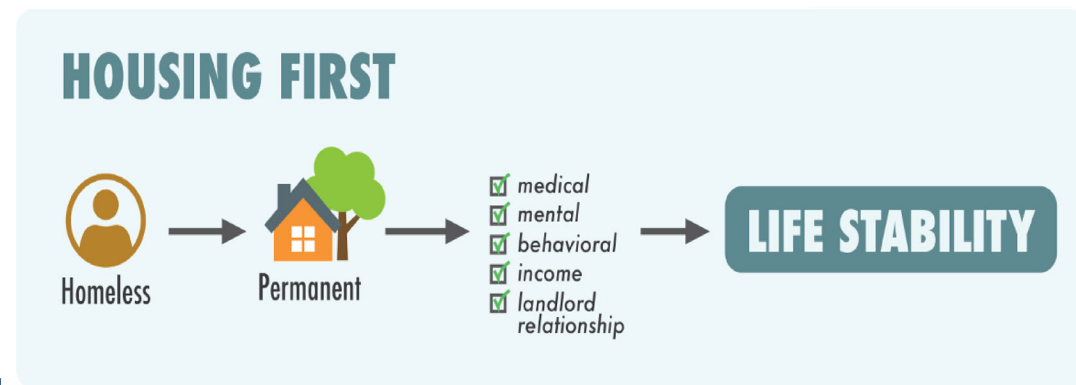 HOUSING FIRST
Homeless
Permanent
medical
mental
behavioral
income
landlord
relationship
LIFE STABILITY